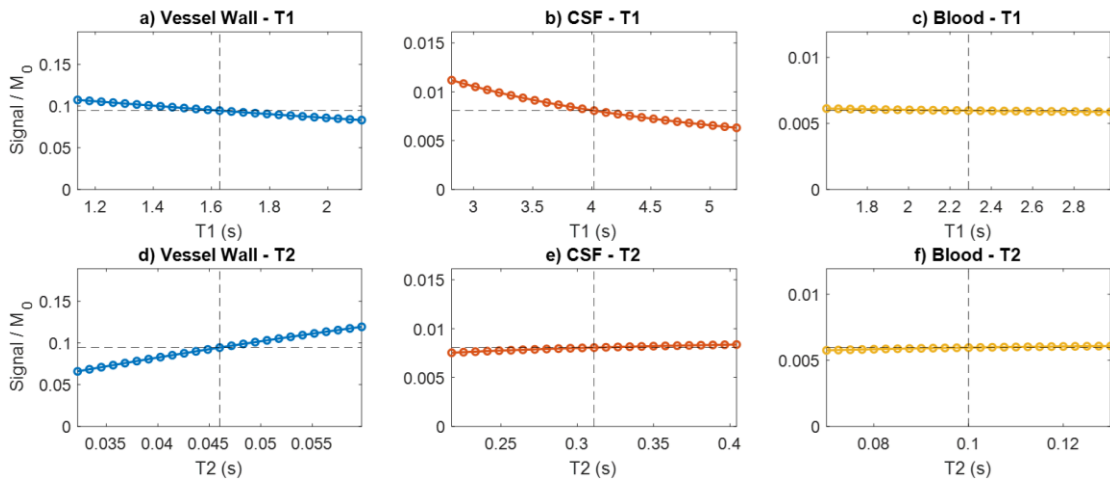 a) Vessel Wall - T1
Signal / M0
0.15
0.1
0.05
0
1.2 1.4 1.6 1.8 2
T1 (s)
b) CSF - T1
0.015
0.01
0.005
0
3 3.5 4 4.5 5
T1 (s)
c) Blood - T1
0.01
0.005
0
1.8 2 2.2 2.4 2.6 2.8
T1 (s)
d) Vessel Wall - T2
Signal / M0
0.15
0.1
0.05
0
0.035 0.04 0.045 0.05 0.055
T2 (s)
e) CSF - T2
0.015
0.01
0.005
0
0.25 0.3 0.35 0.4
T2 (s)
f) Blood - T2
0.01
0.005
0
0.08 0.1 0.12
T2 (s)